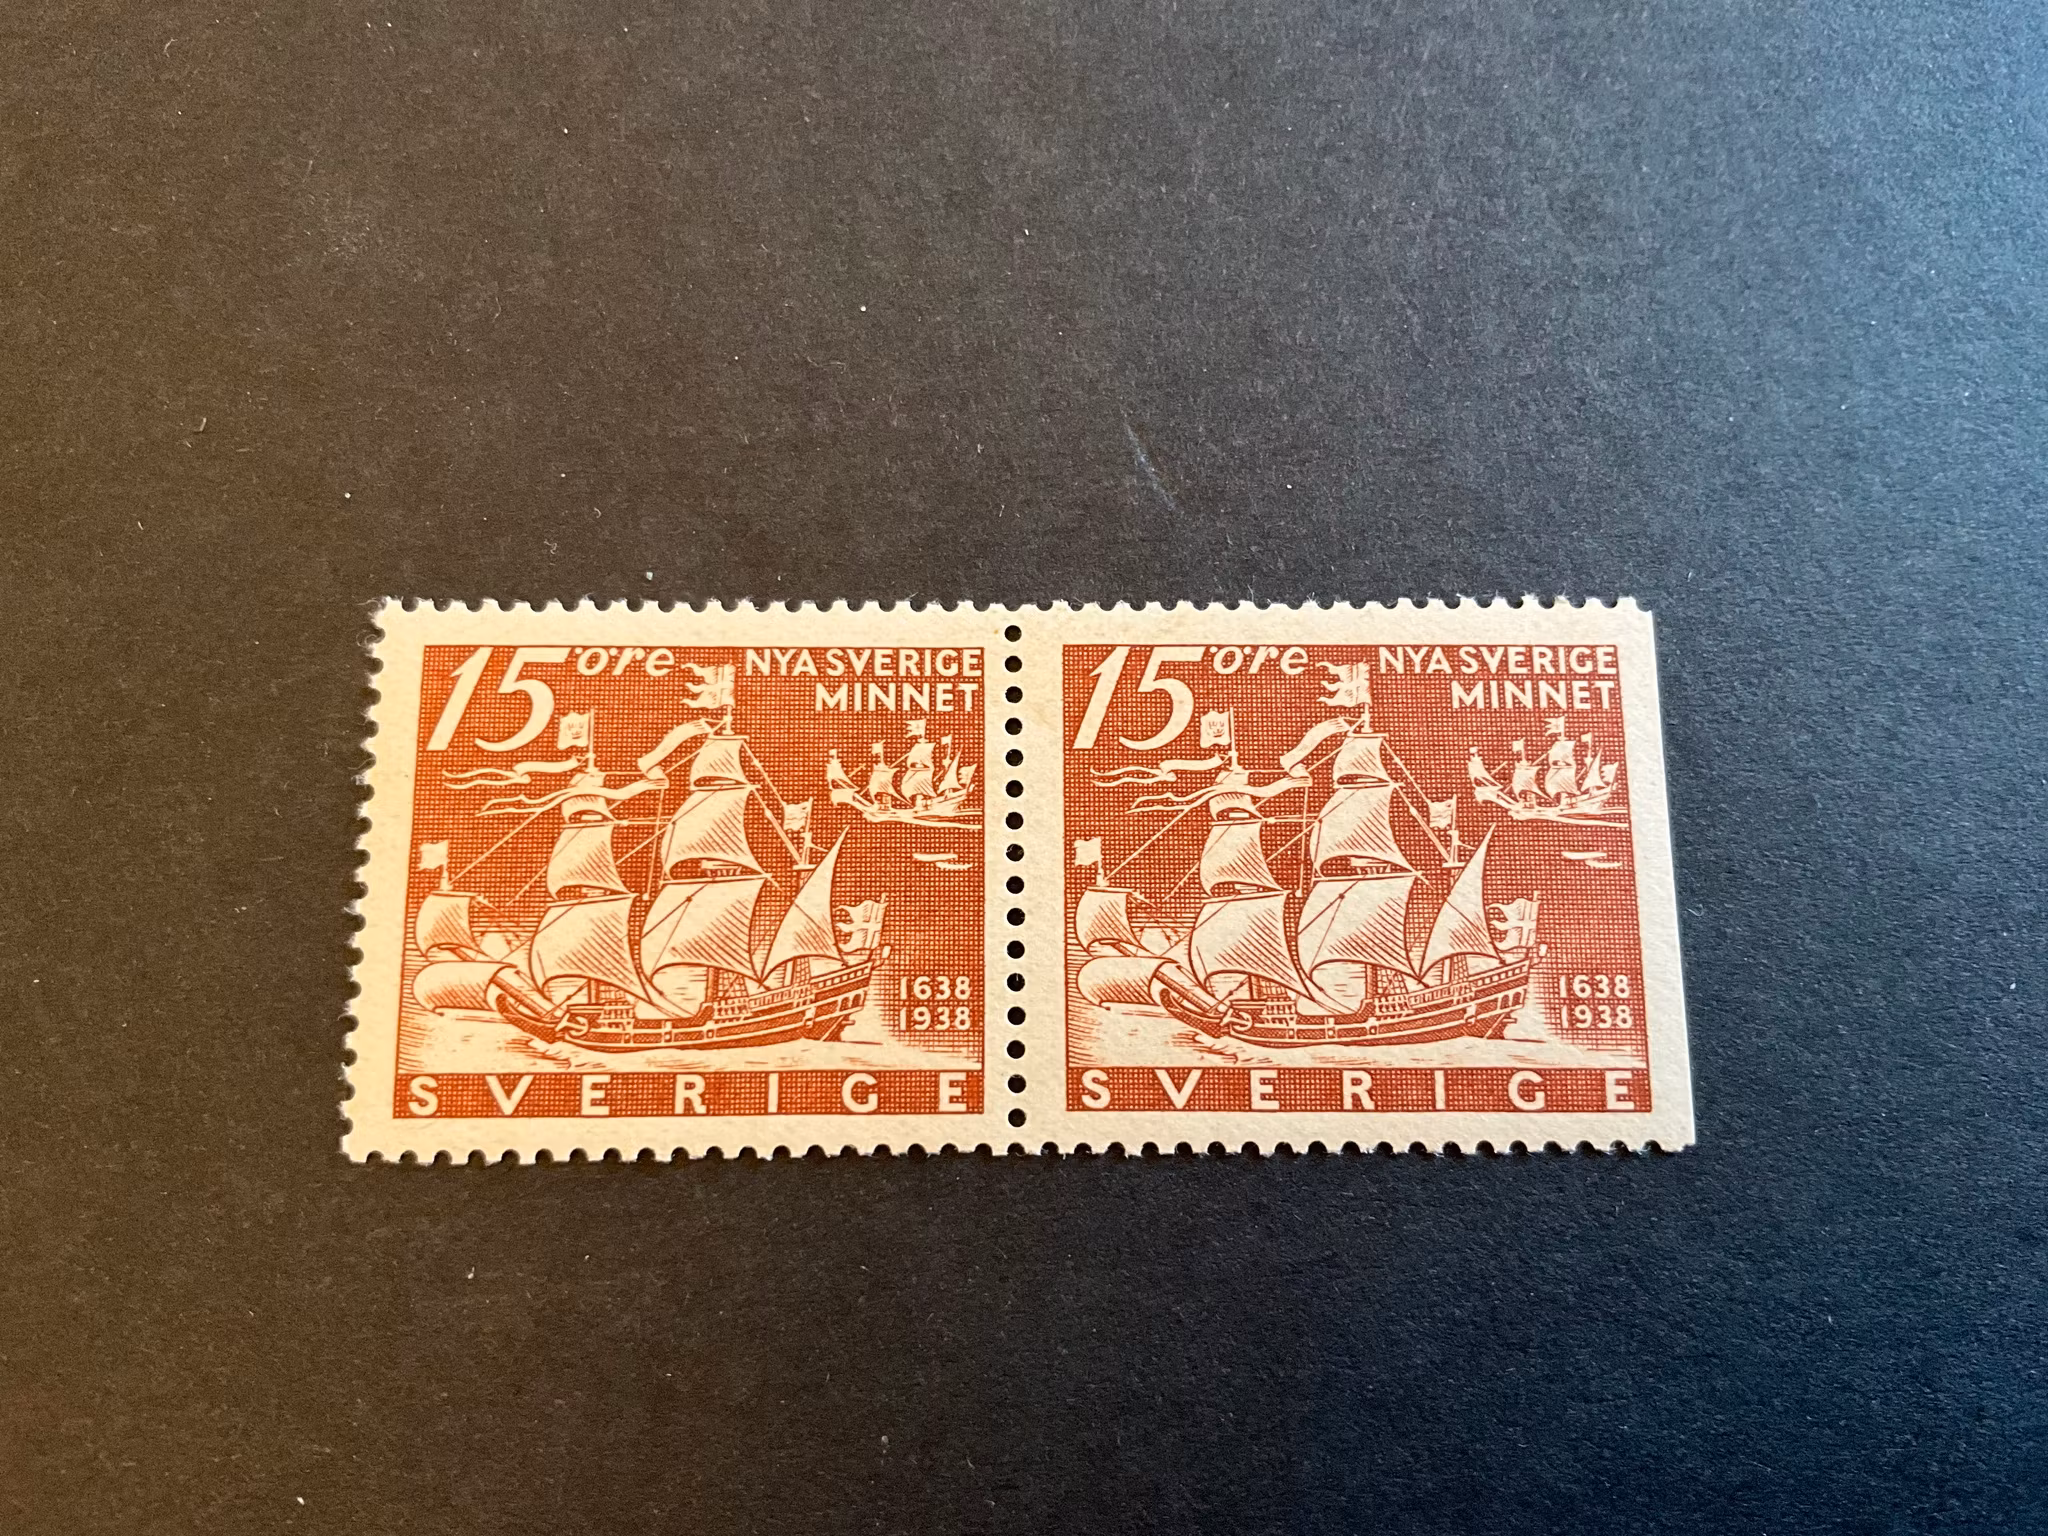 15 öre NYA SVERIGE
MINNET
1638
1938
SVERIGE
15 öre NYA SVERIGE
MINNET
1638
1938
SVERIGE